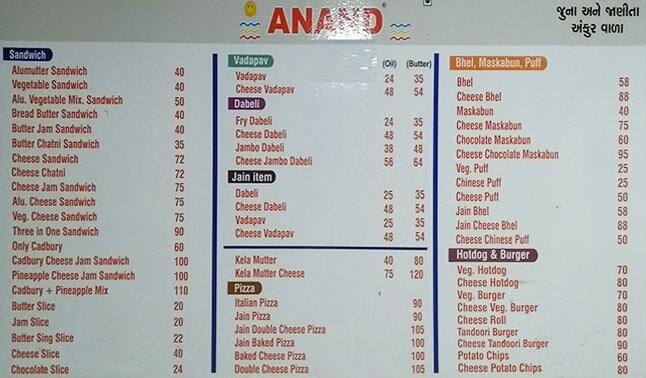 ANAND
જુના અને જાણીતા
અંકુર વાળા
Sandwich
Alumutter Sandwich 40
Vegetable Sandwich 40
Alu. Vegetable Mix. Sandwich 50
Bread Butter Sandwich 40
Butter Jam Sandwich 40
Butter Chatni Sandwich 35
Cheese Sandwich 72
Cheese Chatni 72
Cheese Jam Sandwich 75
Alu. Cheese Sandwich 75
Veg. Cheese Sandwich 75
Three in One Sandwich 90
Only Cadbury 60
Cadbury Cheese Jam Sandwich 100
Pineapple Cheese Jam Sandwich 100
Cadbury + Pineapple Mix 110
Butter Slice 20
Jam Slice 20
Butter Sing Slice 22
Cheese Slice 40
Chocolate Slice 24
Vadapav (Oil) (Butter)
Vadapav 24 35
Cheese Vadapav 48 54
Dabeli
Fry Dabeli 24 35
Cheese Dabeli 48 54
Jambo Dabeli 38 48
Cheese Jambo Dabeli 56 64
Jain item
Dabeli 25 35
Cheese Dabeli 48 54
Vadapav 25 35
Cheese Vadapav 48 54
Kela Mutter 40 80
Kela Mutter Cheese 75 120
Pizza
Italian Pizza 90
Jain Pizza 90
Jain Double Cheese Pizza 105
Jain Baked Pizza 100
Baked Cheese Pizza 100
Double Cheese Pizza 105
Bhel, Maskabun, Puff
Bhel 58
Cheese Bhel 88
Maskabun 40
Cheese Maskabun 75
Chocolate Maskabun 60
Cheese Chocolate Maskabun 95
Veg. Puff 25
Chinese Puff 25
Cheese Puff 50
Jain Bhel 58
Jain Cheese Bhel 88
Cheese Chinese Puff 50
Hotdog & Burger
Veg. Hotdog 70
Cheese Hotdog 80
Veg. Burger 70
Cheese Veg. Burger 80
Cheese Roll 80
Tandoori Burger 80
Cheese Tandoori Burger 90
Potato Chips 60
Cheese Potato Chips 80